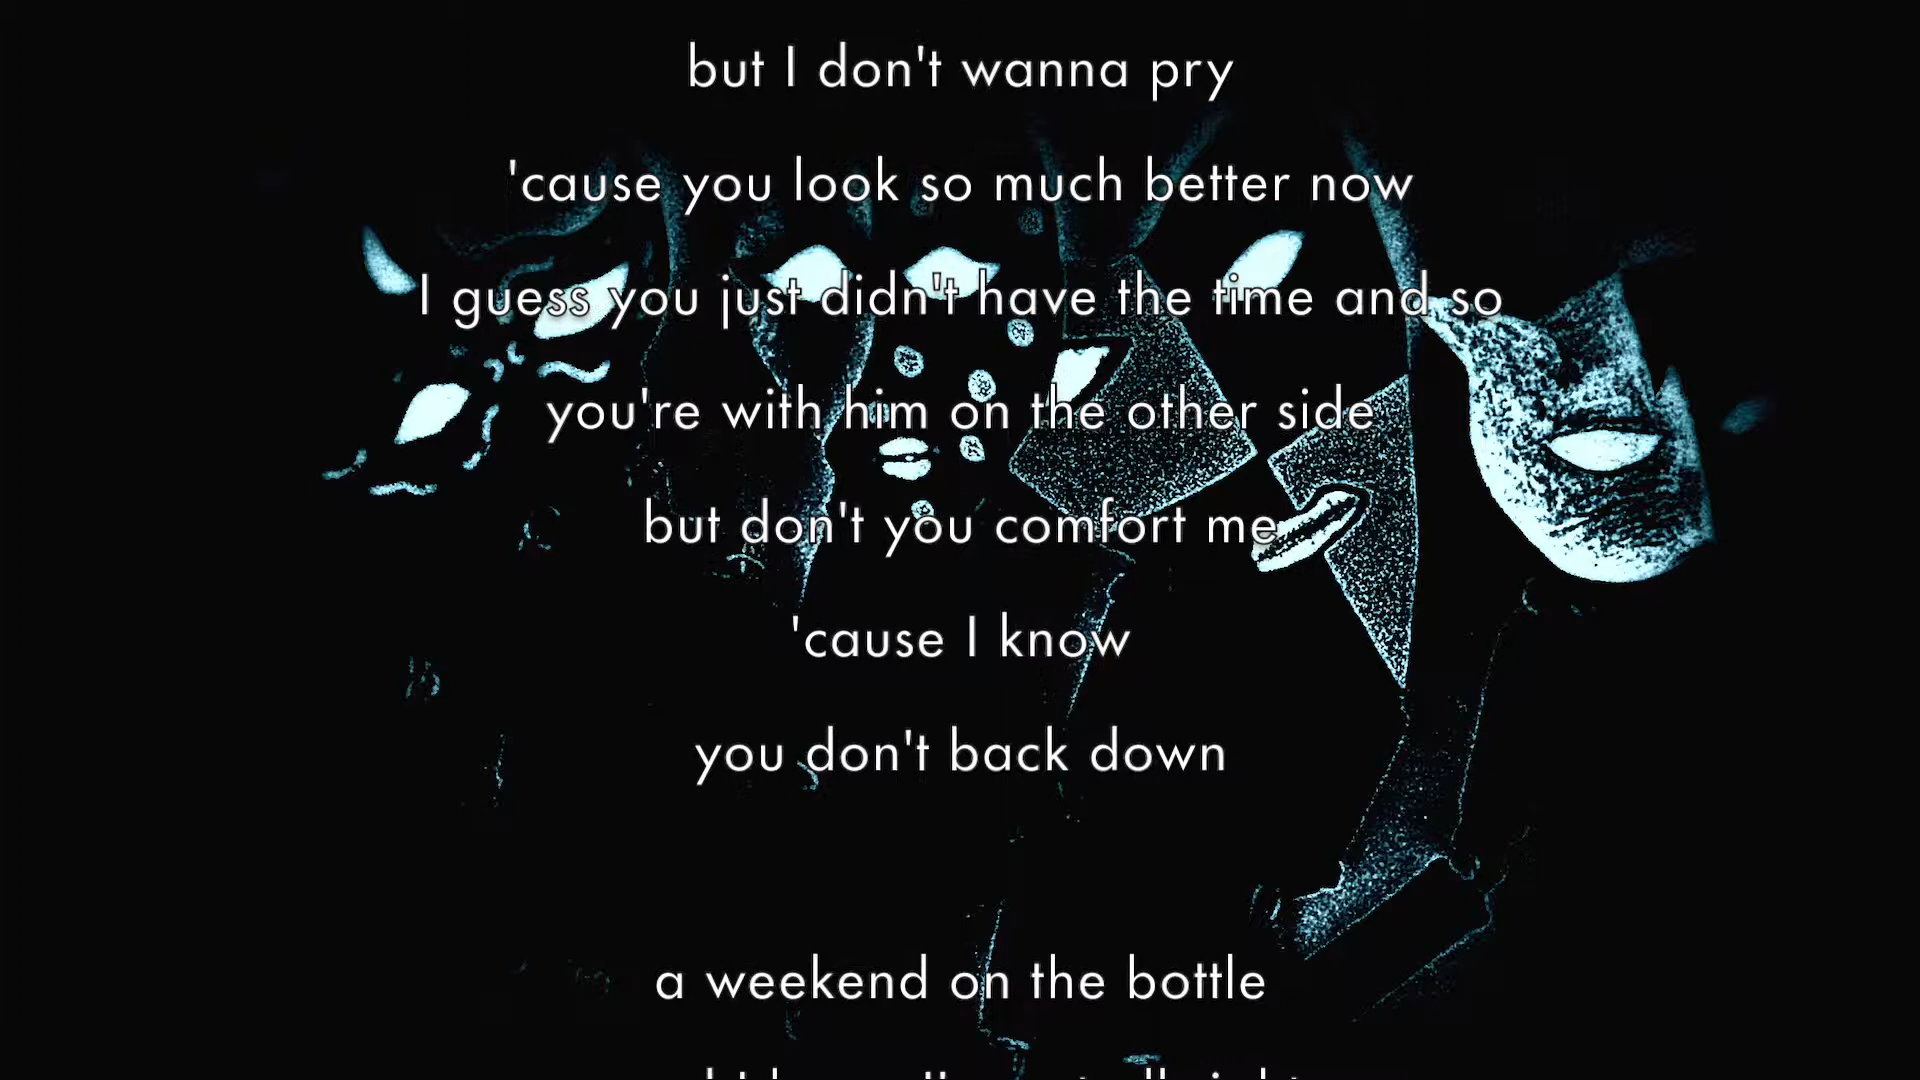 but I don't wanna pry
'cause you look so much better now
I guess you just didn't have the time and so
you're with him on the other side
but don't you comfort me
'cause I know
you don't back down
a weekend on the bottle